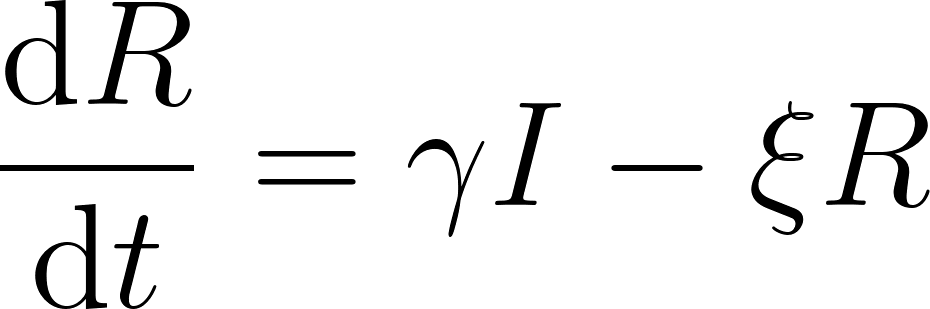 dR/dt = γI − ξR